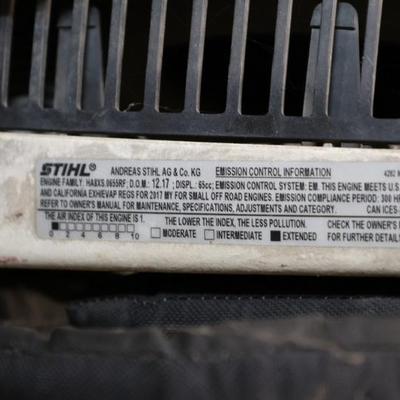 STIHL® ANDREAS STIHL AG & Co. KG EMISSION CONTROL INFORMATION 4282
ENGINE FAMILY: HA8XS.0655RF; D.O.M.: 12.17; DISPL.: 65cc; EMISSION CONTROL SYSTEM: EM. THIS ENGINE MEETS U.S
AND CALIFORNIA EXH/EVAP REGS FOR 2017 MY FOR SMALL OFF ROAD ENGINES. EMISSION COMPLIANCE PERIOD: 300 HR
REFER TO OWNER'S MANUAL FOR MAINTENANCE, SPECIFICATIONS, ADJUSTMENTS AND CATEGORY. CAN ICES-
THE AIR INDEX OF THIS ENGINE IS THE LOWER THE INDEX, THE LESS POLLUTION. CHECK THE OWNER'S
0 2 4 6 8 10 MODERATE INTERMEDIATE EXTENDED FOR FURTHER DETAILS